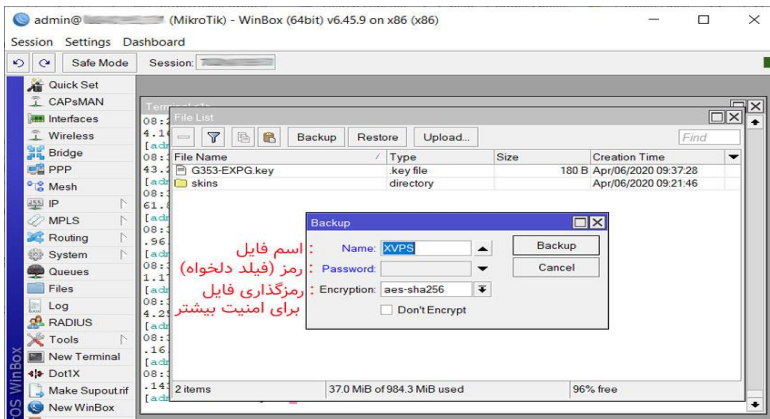 admin@ (MikroTik) - WinBox (64bit) v6.45.9 on x86 (x86)
Session Settings Dashboard
Safe Mode Session:
Quick Set
CAPsMAN
Interfaces
Wireless
Bridge
PPP
Mesh
IP
MPLS
Routing
System
Queues
Files
Log
RADIUS
Tools
New Terminal
Dot1X
Make Supout.rif
New WinBox
WinBox
File List
Backup Restore Upload... Find
File Name / Type Size Creation Time
G353-EXPG.key .key file 180 B Apr/06/2020 09:37:28
skins directory Apr/06/2020 09:21:46
Backup
اسم فایل : Name: XVPS Backup
رمز (فیلد دلخواه) : Password: Cancel
رمزگذاری فایل : Encryption: aes-sha256
برای امنیت بیشتر Don't Encrypt
2 items 37.0 MiB of 984.3 MiB used 96% free